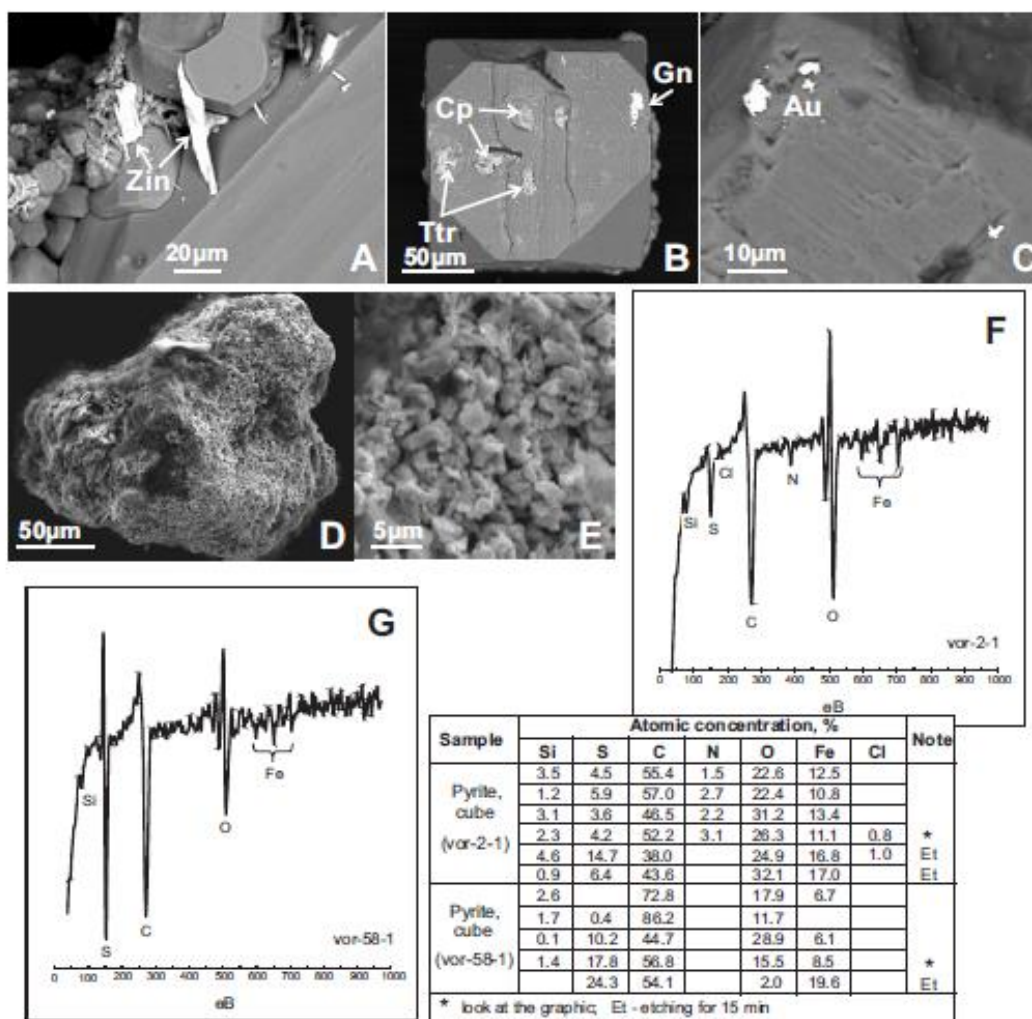 Zin
20µm
A
Cp
Gn
Ttr
50µm
B
Au
10µm
C
50µm
D
5µm
E
F
Si
S
Cl
C
N
O
Fe
vor-2-1
0 100 200 300 400 500 600 700 800 900 1000
eB
G
Si
S
C
O
Fe
vor-58-1
0 100 200 300 400 500 600 700 800 900 1000
eB
Sample Atomic concentration, % Note
Si S C N O Fe Cl
Pyrite, cube (vor-2-1)
3.5 4.5 55.4 1.5 22.6 12.5
1.2 5.9 57.0 2.7 22.4 10.8
3.1 3.6 46.5 2.2 31.2 13.4
2.3 4.2 52.2 3.1 26.3 11.1 0.8 *
4.6 14.7 38.0 24.9 16.8 1.0 Et
0.9 6.4 43.6 32.1 17.0 Et
Pyrite, cube (vor-58-1)
2.6 72.8 17.9 6.7
1.7 0.4 86.2 11.7
0.1 10.2 44.7 28.9 6.1
1.4 17.8 56.8 15.5 8.5 *
24.3 54.1 2.0 19.6 Et
* look at the graphic; Et - etching for 15 min